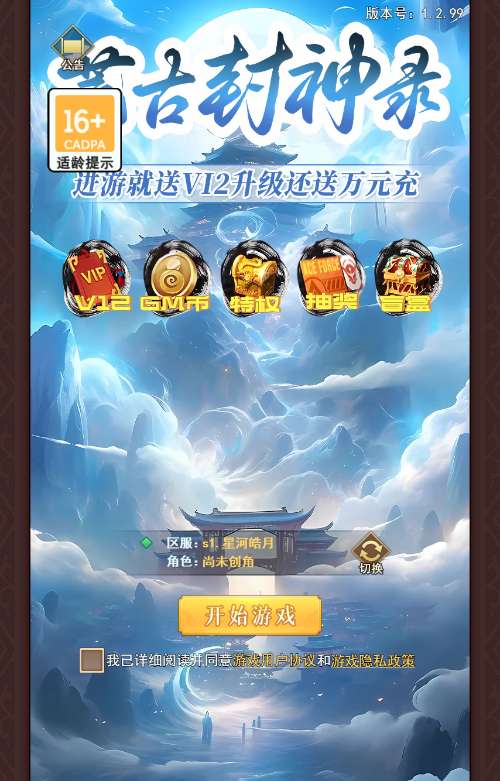 版本号：1.2.99
公告
古封神录
16+
CADPA
适龄提示
进游就送V12升级还送万元充
VIP
V12
GM币
特权
抽奖
盲盒
区服：s1.星河皓月
角色：尚未创角
切换
开始游戏
我已详细阅读并同意游戏用户协议和游戏隐私政策